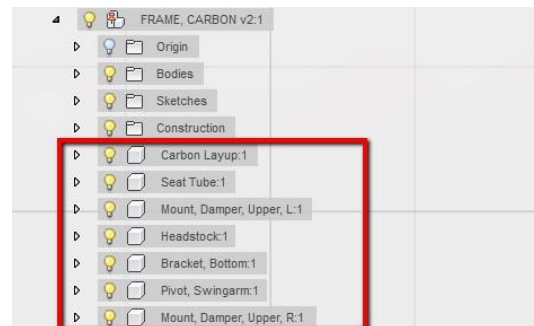 FRAME, CARBON v2:1
Origin
Bodies
Sketches
Construction
Carbon Layup:1
Seat Tube:1
Mount, Damper, Upper, L:1
Headstock:1
Bracket, Bottom:1
Pivot, Swingarm:1
Mount, Damper, Upper, R:1